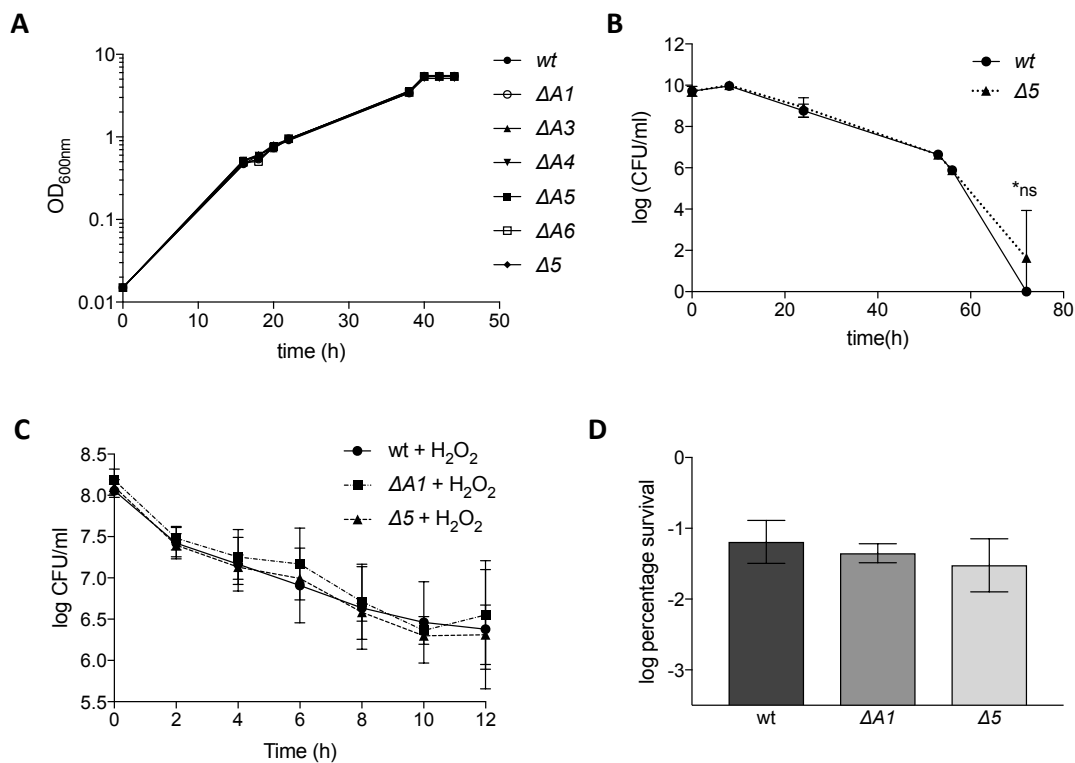 A
OD600nm
10
1
0.1
0.01
0 10 20 30 40 50
time (h)
wt
ΔA1
ΔA3
ΔA4
ΔA5
ΔA6
Δ5
B
log (CFU/ml)
14
12
10
8
6
4
2
0
0 20 40 60 80
time(h)
wt
Δ5
*ns
C
log CFU/ml
8.5
8.0
7.5
7.0
6.5
6.0
5.5
0 2 4 6 8 10 12
Time (h)
wt + H2O2
ΔA1 + H2O2
Δ5 + H2O2
D
log percentage survival
0
-1
-2
-3
wt ΔA1 Δ5